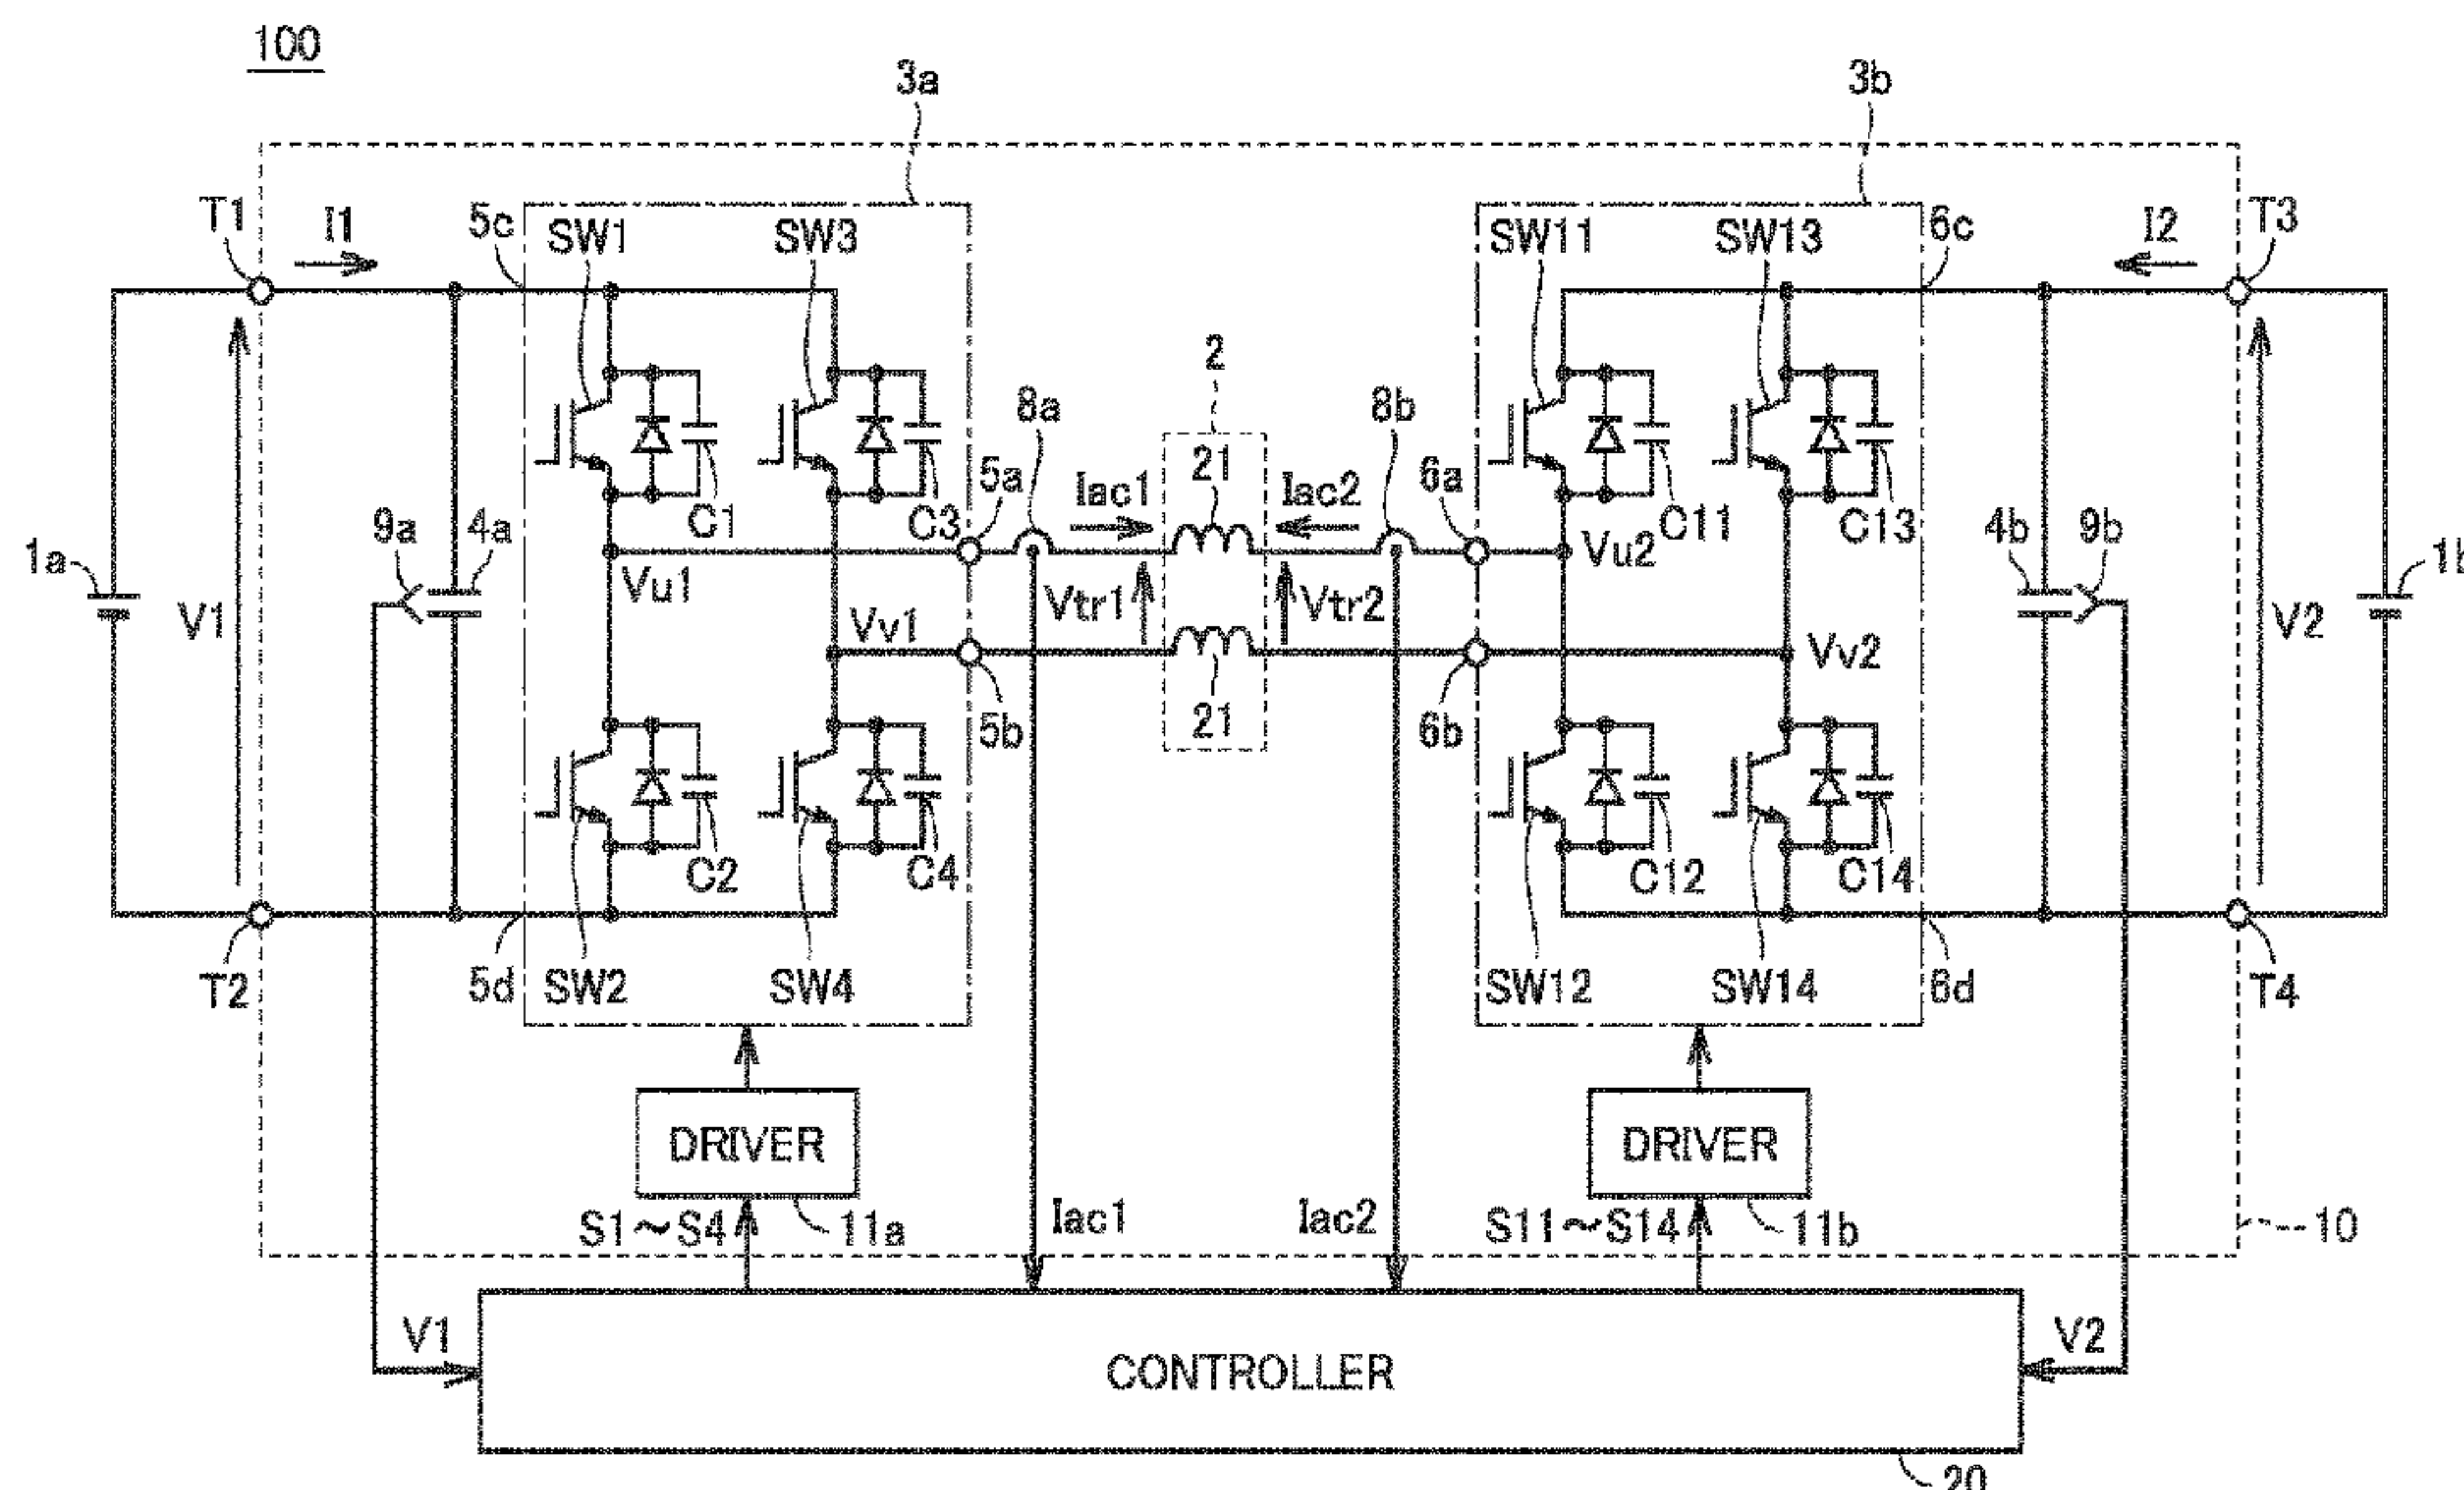 100
3a
3b
T1
I1
5c
SW1
SW3
SW11
SW13
6c
I2
T3
2
8a
8b
21
5a
Iac1
Iac2
6a
C1
C3
C11
C13
9a
4a
4b
9b
1a
Vu1
Vu2
V1
Vtr1
Vtr2
V2
Vv1
Vv2
5b
21
6b
C2
C4
C12
C14
T2
5d
SW2
SW4
SW12
SW14
6d
T4
DRIVER
DRIVER
S1~S4
11a
Iac1
Iac2
S11~S14
11b
10
V1
V2
CONTROLLER
20